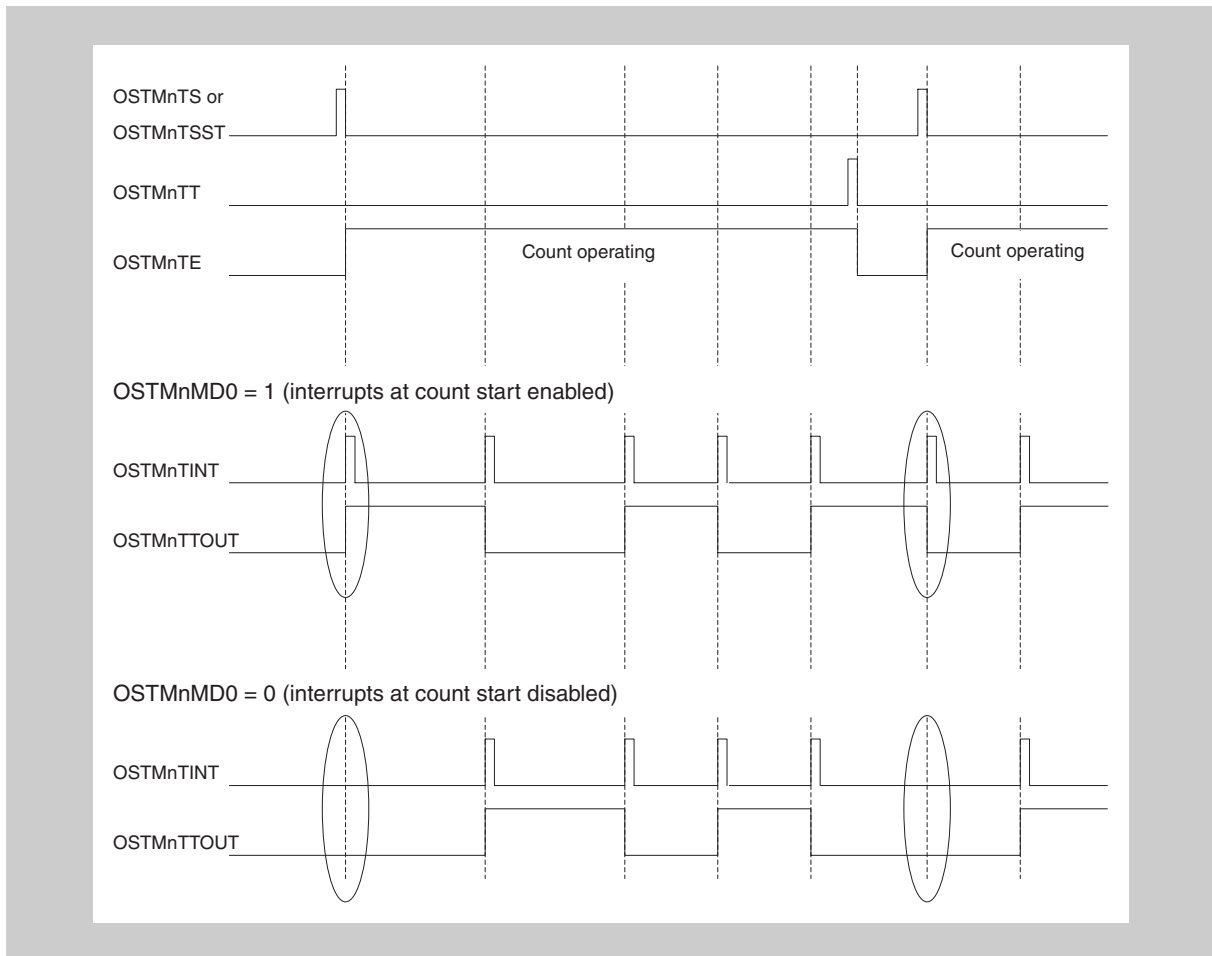 OSTMnTS or
OSTMnTSST
OSTMnTT
OSTMnTE
Count operating
Count operating
OSTMnMD0 = 1 (interrupts at count start enabled)
OSTMnTINT
OSTMnTTOUT
OSTMnMD0 = 0 (interrupts at count start disabled)
OSTMnTINT
OSTMnTTOUT